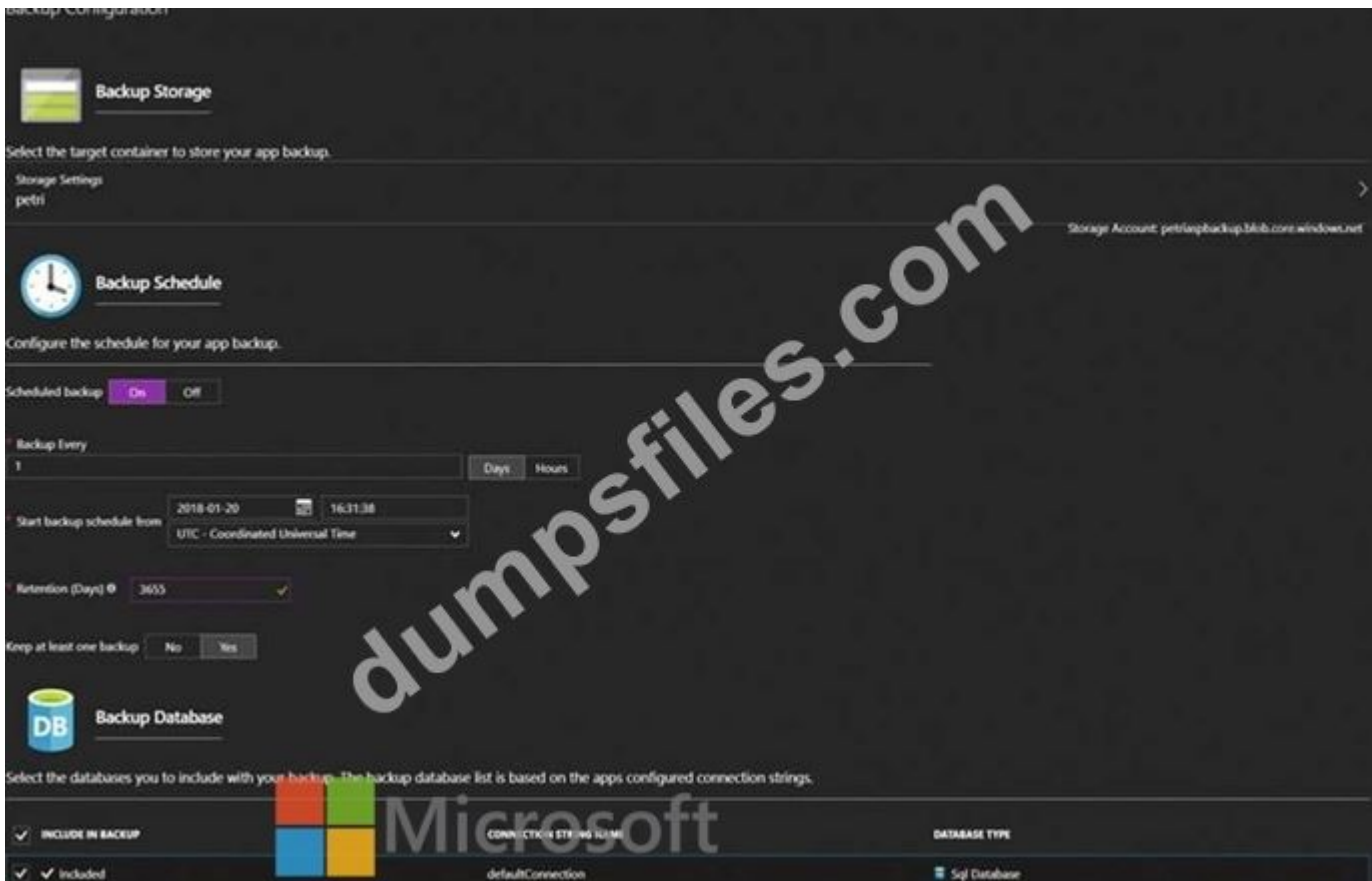 Backup Configuration
Backup Storage
Select the target container to store your app backup.
Storage Settings
petri
Storage Account: petriaspbackup.blob.core.windows.net
Backup Schedule
Configure the schedule for your app backup.
Scheduled backup On Off
* Backup Every
1 Days Hours
* Start backup schedule from 2018-01-20 16:31:38
UTC - Coordinated Universal Time
* Retention (Days) 3655
Keep at least one backup No Yes
DB Backup Database
Select the databases you to include with your backup. The backup database list is based on the apps configured connection strings.
INCLUDE IN BACKUP CONNECTION STRING NAME DATABASE TYPE
Included defaultConnection Sql Database
dumpsfiles.com
Microsoft